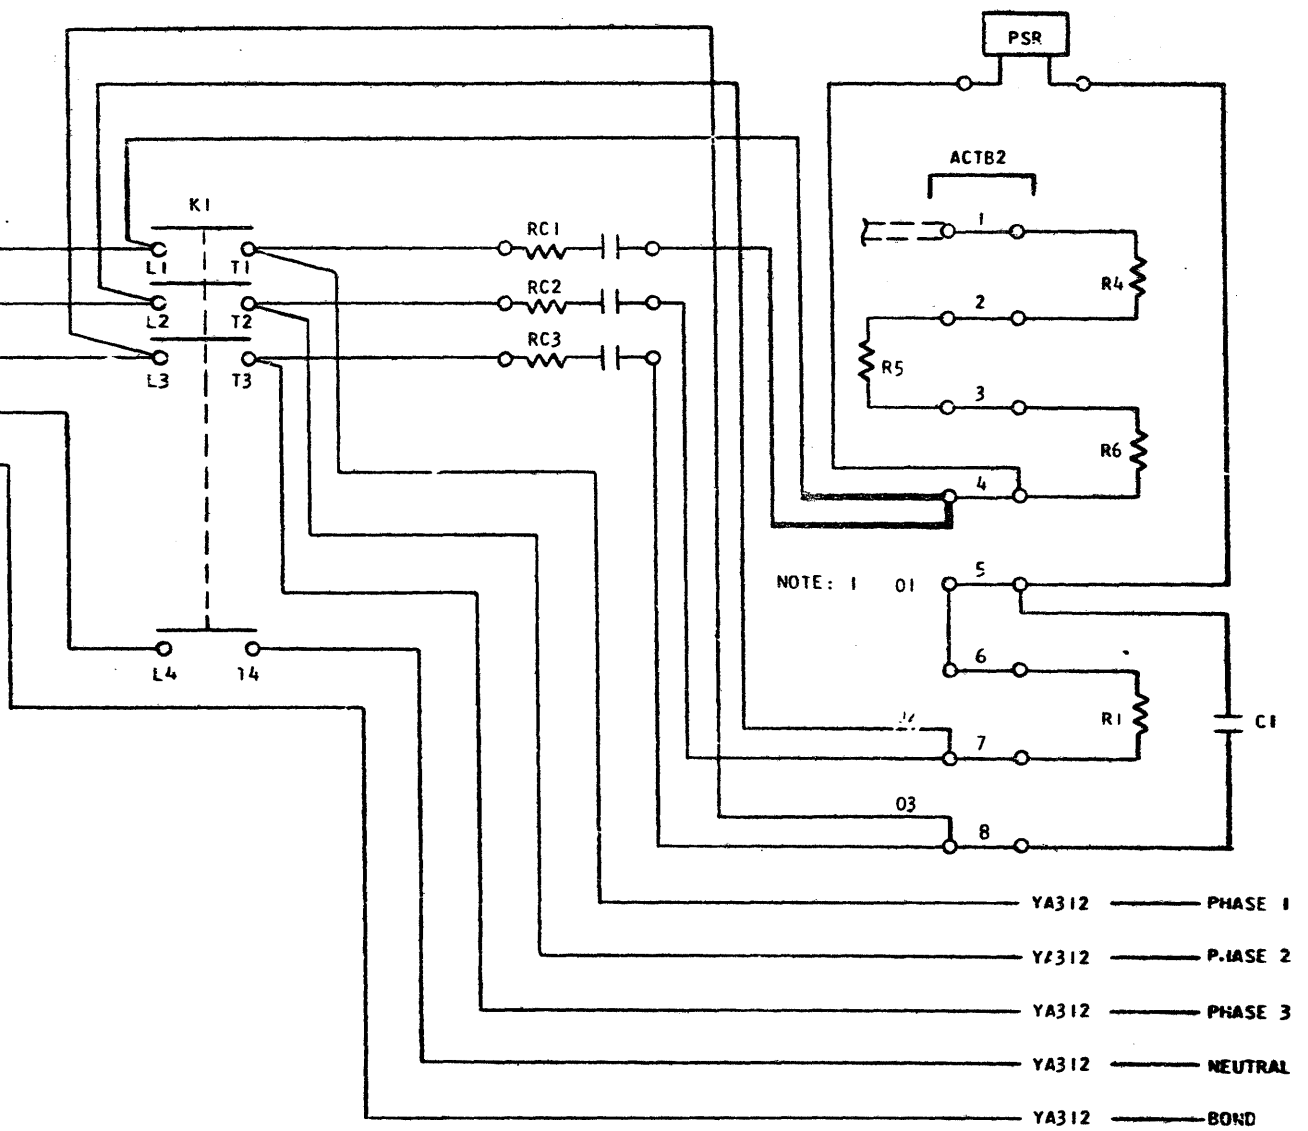 PSR
ACTB2
K1
1
RC1
L1
T1
R4
RC2
2
L2
T2
RC3
R5
L3
T3
3
R6
4
5
NOTE: 1
01
6
L4
R1
C1
7
03
8
YA312
PHASE 1
YA312
PHASE 2
YA312
PHASE 3
YA312
NEUTRAL
YA312
BOND